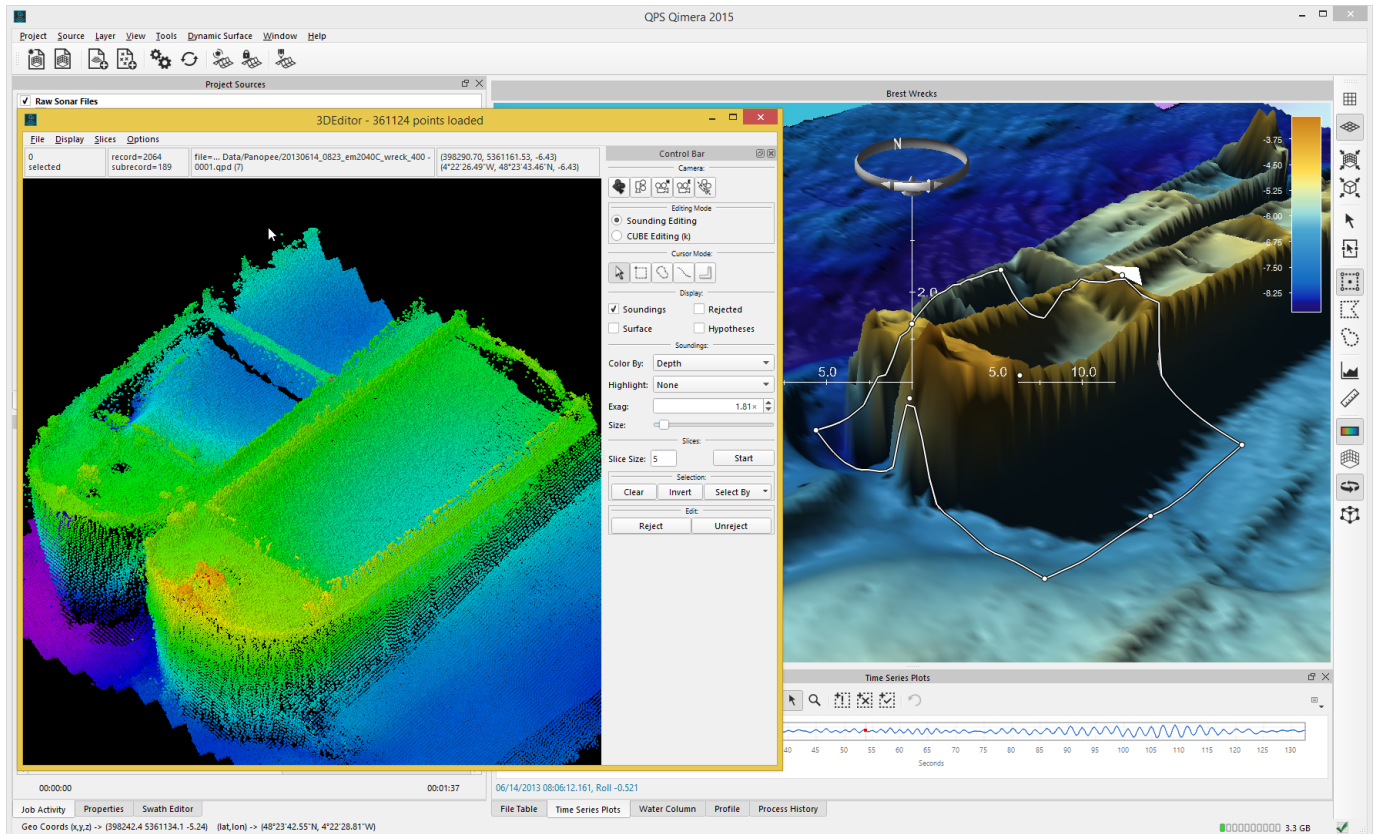 QPS Qimera 2015
Project Source Layer View Tools Dynamic Surface Window Help
Project Sources
Raw Sonar Files
Brest Wrecks
3DEditor - 361124 points loaded
File Display Slices Options
0
selected
record=2064
subrecord=189
file=... Data/Panopee/20130614_0823_em2040C_wreck_400 -
0001.qpd (7)
(398290.70, 5361161.53, -6.43)
(4°22'26.49"W, 48°23'43.46"N, -6.43)
Control Bar
Camera:
Editing Mode
Sounding Editing
CUBE Editing (k)
Cursor Mode:
Display:
Soundings Rejected
Surface Hypotheses
Soundings:
Color By: Depth
Highlight: None
Exag: 1.81×
Size:
Slices:
Slice Size: 5 Start
Selection:
Clear Invert Select By
Edit:
Reject Unreject
N
2.0
5.0 5.0 10.0
-3.75
-4.50
-5.25
-6.00
-6.75
-7.50
-8.25
Time Series Plots
40 45 50 55 60 65 70 75 80 85 90 95 100 105 110 115 120 125 130
Seconds
00:00:00 00:01:37
06/14/2013 08:06:12.161, Roll -0.521
Job Activity Properties Swath Editor
File Table Time Series Plots Water Column Profile Process History
Geo Coords (x,y,z) -> (398242.4 5361134.1 -5.24) (lat,lon) -> (48°23'42.55"N, 4°22'28.81"W)
3.3 GB